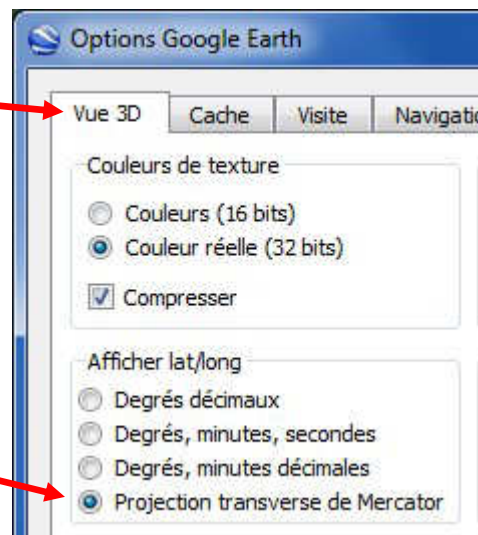 Options Google Earth
Vue 3D Cache Visite
Couleurs de texture
Couleurs (16 bits)
Couleur réelle (32 bits)
Compresser
Afficher lat/long
Degrés décimaux
Degrés, minutes, secondes
Degrés, minutes décimales
Projection transverse de Mercator